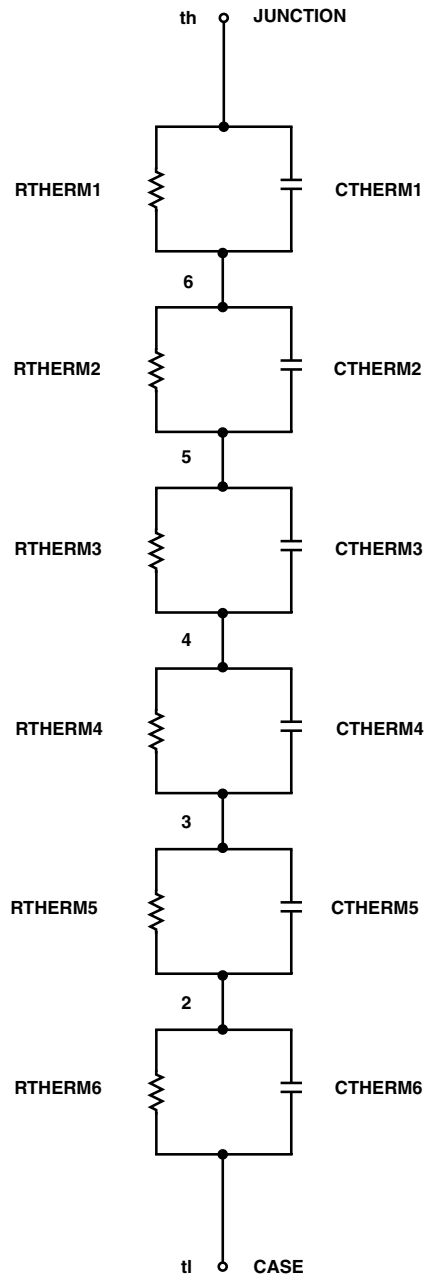 th JUNCTION
RTHERM1 CTHERM1
6
RTHERM2 CTHERM2
5
RTHERM3 CTHERM3
4
RTHERM4 CTHERM4
3
RTHERM5 CTHERM5
2
RTHERM6 CTHERM6
tl CASE